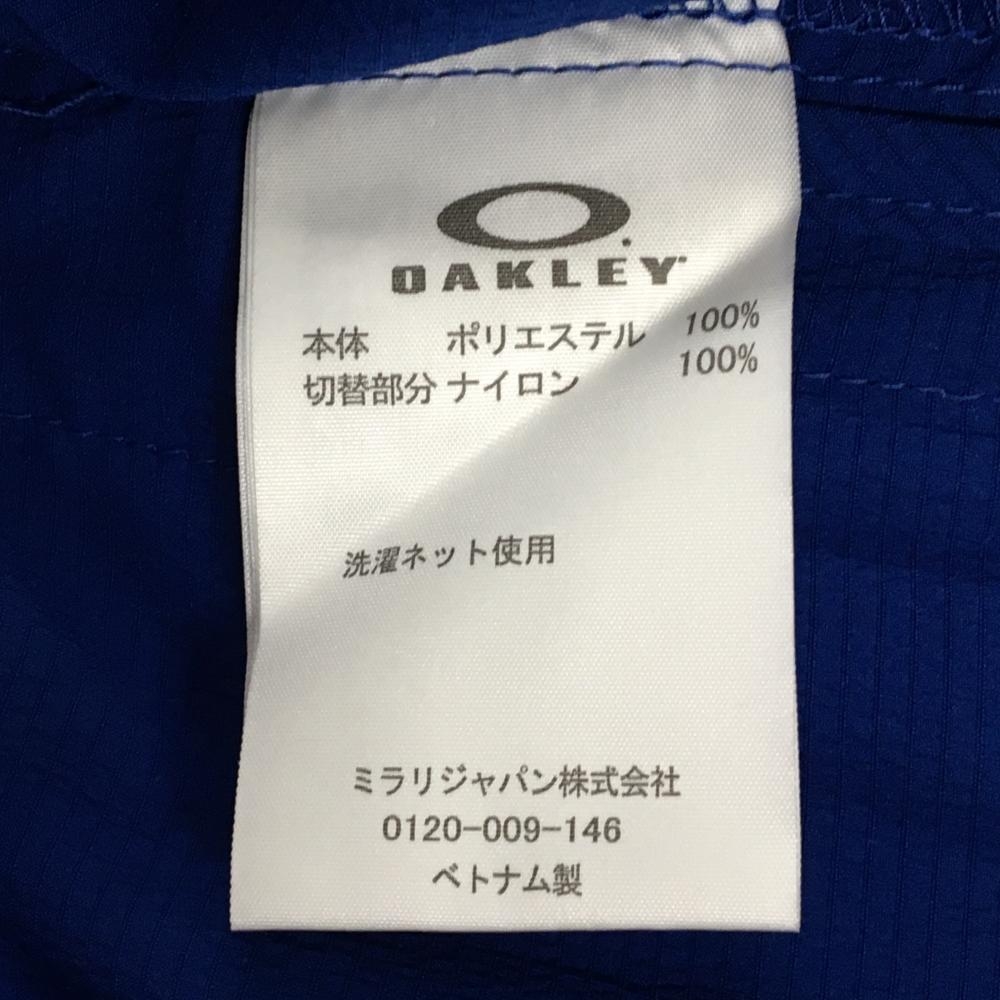 OAKLEY
本体 ポリエステル 100%
切替部分 ナイロン 100%
洗濯ネット使用
ミラリジャパン株式会社
0120-009-146
ベトナム製